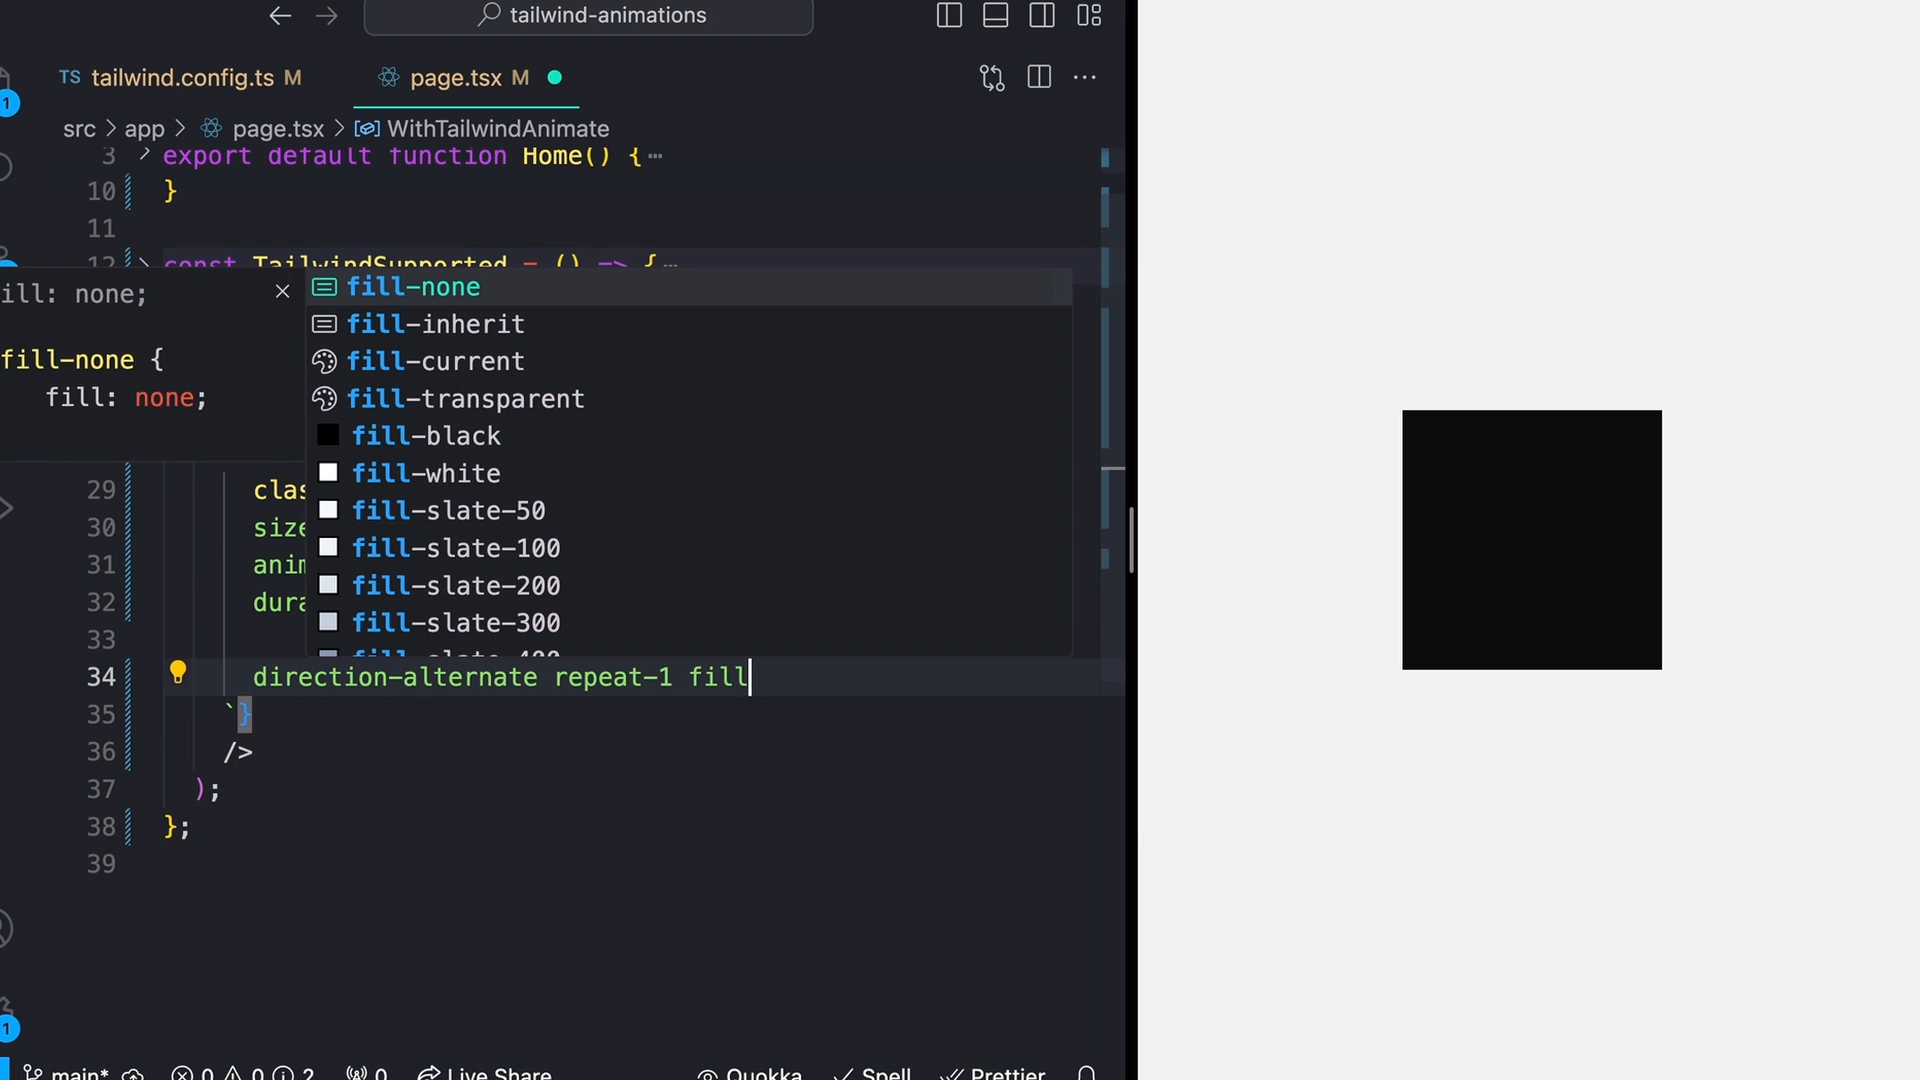 tailwind-animations
TS tailwind.config.ts M
page.tsx M
src > app > page.tsx > WithTailwindAnimate
3 export default function Home() {…
10 }
11
12 const TailwindSupported = () => {…
ill: none;
fill-none {
fill: none;
fill-none
fill-inherit
fill-current
fill-transparent
fill-black
fill-white
fill-slate-50
fill-slate-100
fill-slate-200
fill-slate-300
fill-slate-400
29 clas
30 size
31 anim
32 dura
33
34 direction-alternate repeat-1 fill
35 `}
36 />
37 );
38 };
39
1
1
main* 0 0 2 0 Live Share Quokka Spell Prettier